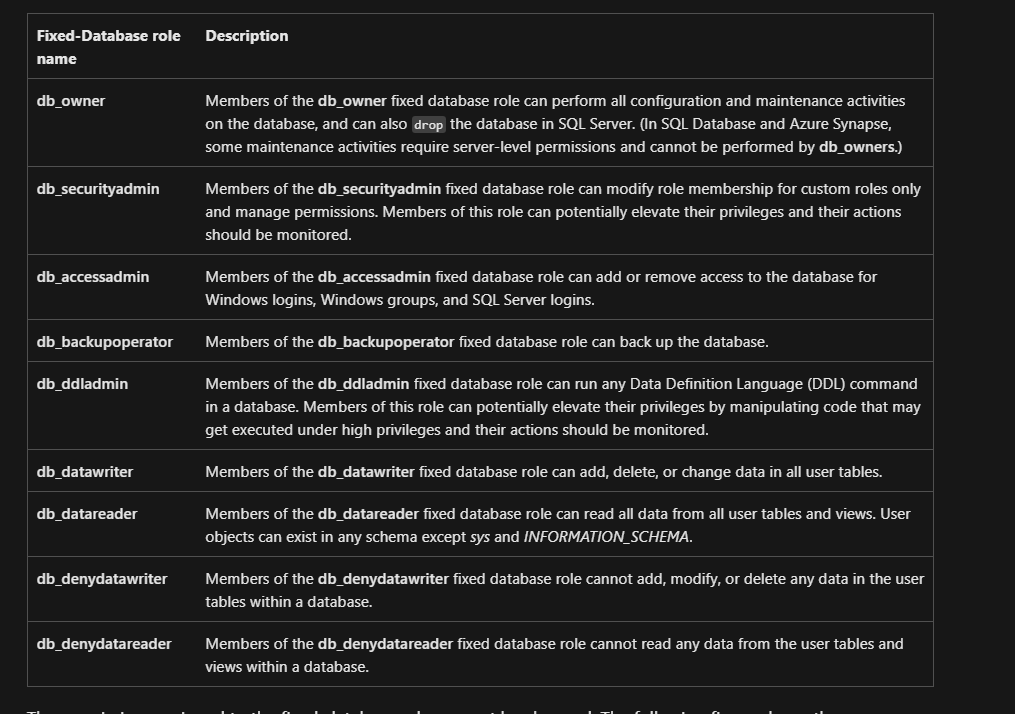 Fixed-Database role
name
Description
db_owner
Members of the db_owner fixed database role can perform all configuration and maintenance activities
on the database, and can also drop the database in SQL Server. (In SQL Database and Azure Synapse,
some maintenance activities require server-level permissions and cannot be performed by db_owners.)
db_securityadmin
Members of the db_securityadmin fixed database role can modify role membership for custom roles only
and manage permissions. Members of this role can potentially elevate their privileges and their actions
should be monitored.
db_accessadmin
Members of the db_accessadmin fixed database role can add or remove access to the database for
Windows logins, Windows groups, and SQL Server logins.
db_backupoperator
Members of the db_backupoperator fixed database role can back up the database.
db_ddladmin
Members of the db_ddladmin fixed database role can run any Data Definition Language (DDL) command
in a database. Members of this role can potentially elevate their privileges by manipulating code that may
get executed under high privileges and their actions should be monitored.
db_datawriter
Members of the db_datawriter fixed database role can add, delete, or change data in all user tables.
db_datareader
Members of the db_datareader fixed database role can read all data from all user tables and views. User
objects can exist in any schema except sys and INFORMATION_SCHEMA.
db_denydatawriter
Members of the db_denydatawriter fixed database role cannot add, modify, or delete any data in the user
tables within a database.
db_denydatareader
Members of the db_denydatareader fixed database role cannot read any data from the user tables and
views within a database.